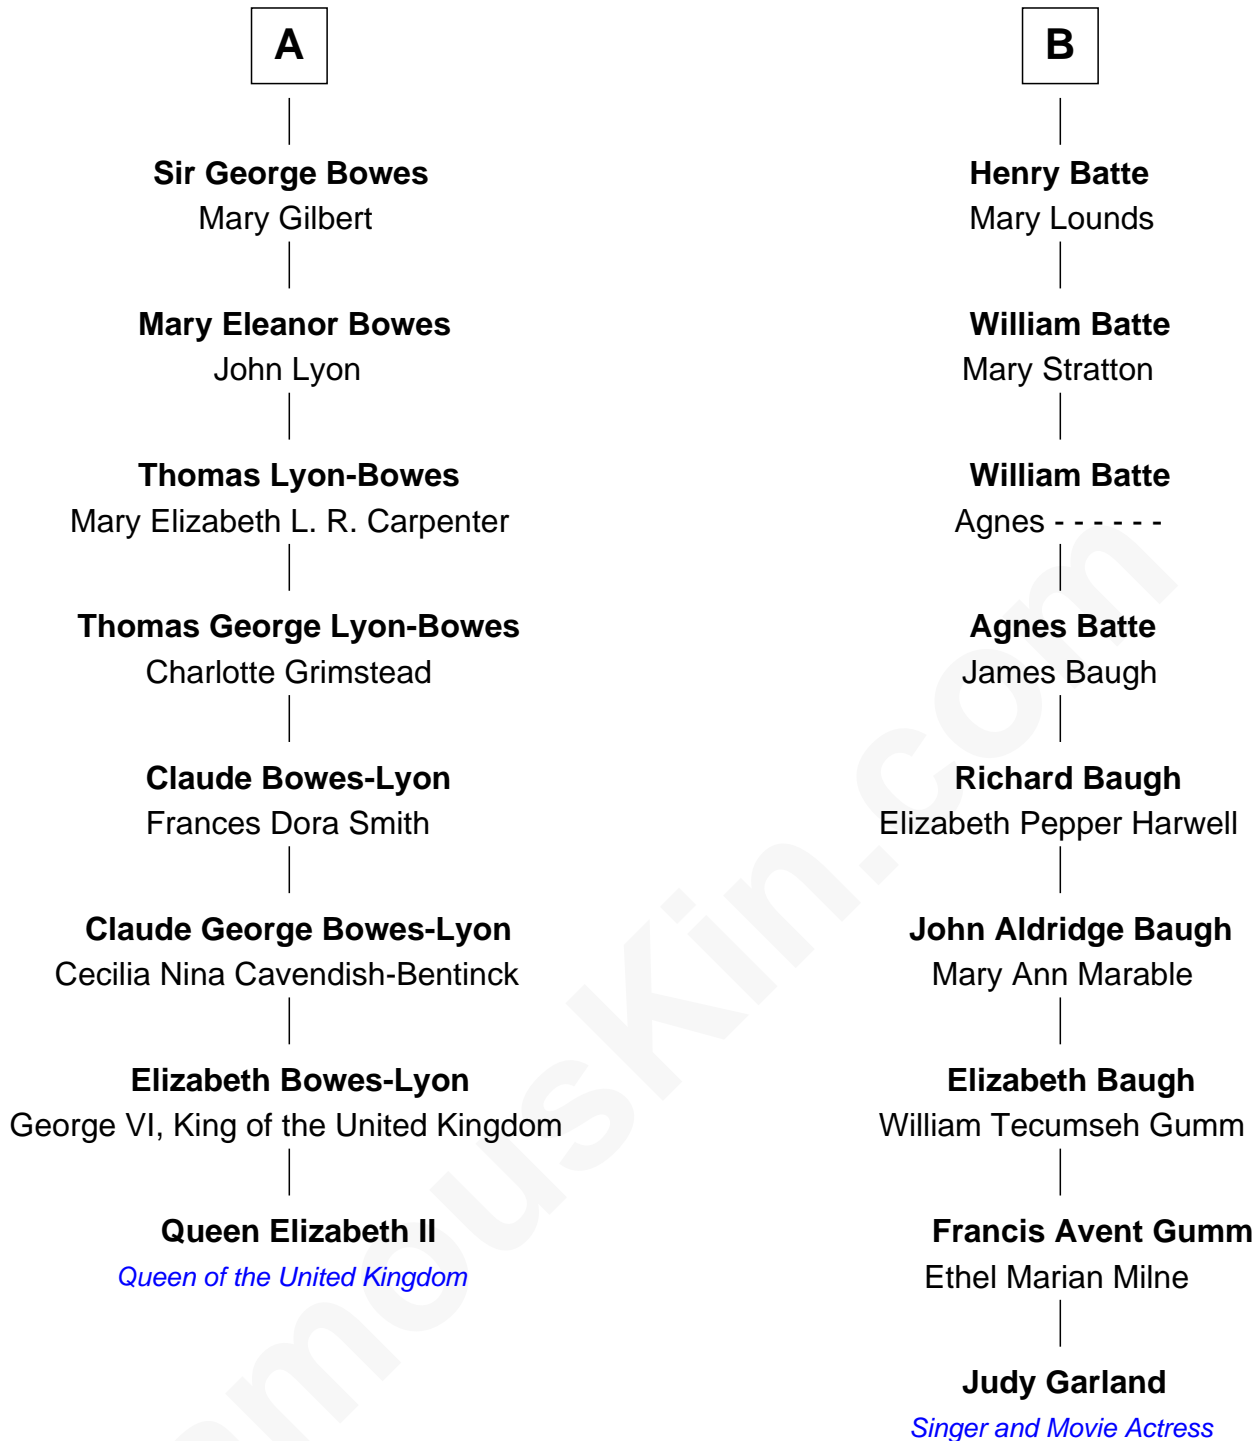 A
Sir George Bowes
Mary Gilbert
Mary Eleanor Bowes
John Lyon
Thomas Lyon-Bowes
Mary Elizabeth L. R. Carpenter
Thomas George Lyon-Bowes
Charlotte Grimstead
Claude Bowes-Lyon
Frances Dora Smith
Claude George Bowes-Lyon
Cecilia Nina Cavendish-Bentinck
Elizabeth Bowes-Lyon
George VI, King of the United Kingdom
Queen Elizabeth II
Queen of the United Kingdom
B
Henry Batte
Mary Lounds
William Batte
Mary Stratton
William Batte
Agnes - - - - - -
Agnes Batte
James Baugh
Richard Baugh
Elizabeth Pepper Harwell
John Aldridge Baugh
Mary Ann Marable
Elizabeth Baugh
William Tecumseh Gumm
Francis Avent Gumm
Ethel Marian Milne
Judy Garland
Singer and Movie Actress
amouskin.com